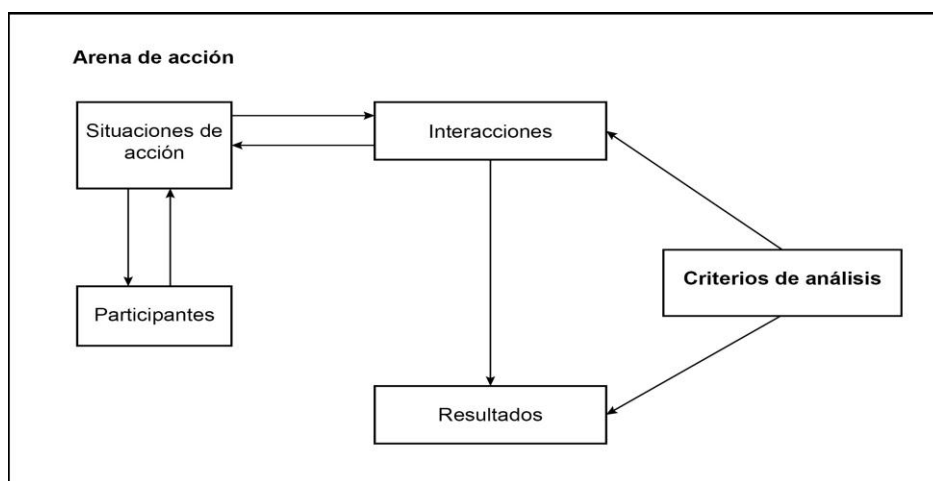 Arena de acción
Situaciones de
acción
Interacciones
Criterios de análisis
Participantes
Resultados